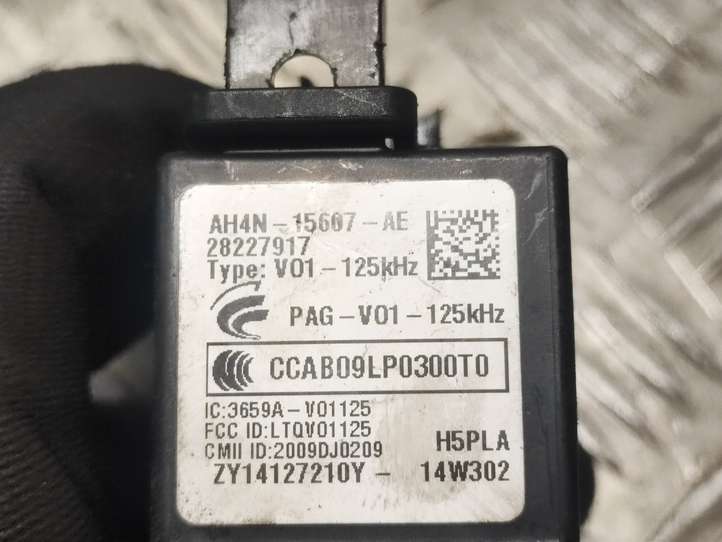 AH4N-15607-AE
28227917
Type: V01-125kHz
PAG-V01-125kHz
CCAB09LP0300T0
IC:3659A-V01125
FCC ID:LTQV01125
CMII ID:2009DJ0209
H5PLA
ZY14127210Y- 14W302